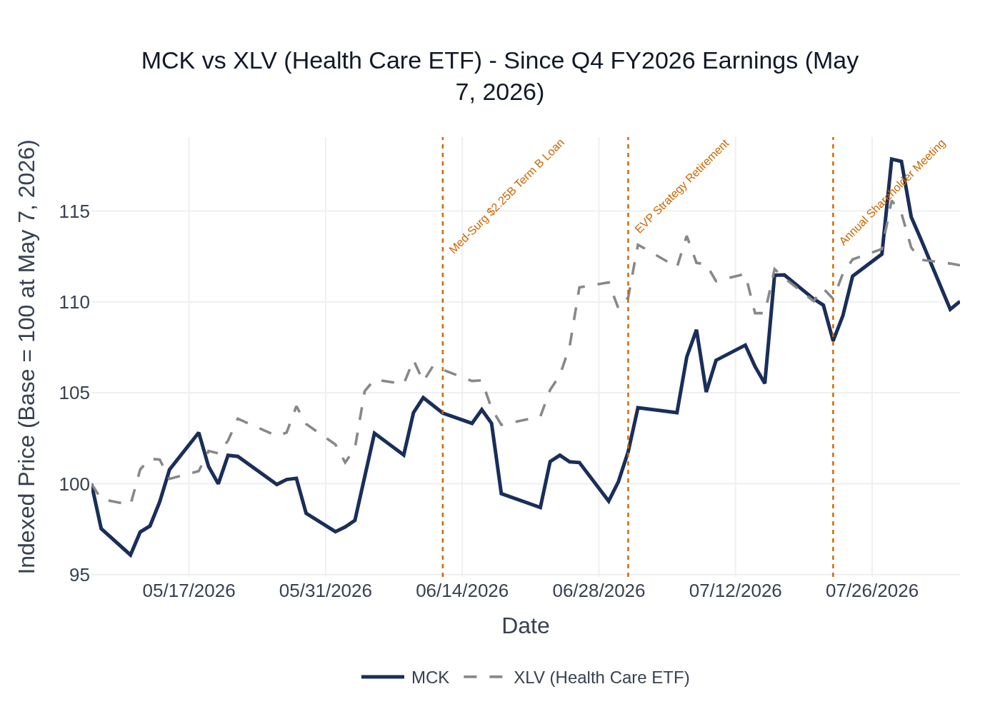 MCK vs XLV (Health Care ETF) - Since Q4 FY2026 Earnings (May
7, 2026)
Indexed Price (Base = 100 at May 7, 2026)
115
110
105
100
95
Med-Surg $2.25B Term B Loan
EVP Strategy Retirement
Annual Shareholder Meeting
05/17/2026
05/31/2026
06/14/2026
06/28/2026
07/12/2026
07/26/2026
Date
MCK
XLV (Health Care ETF)